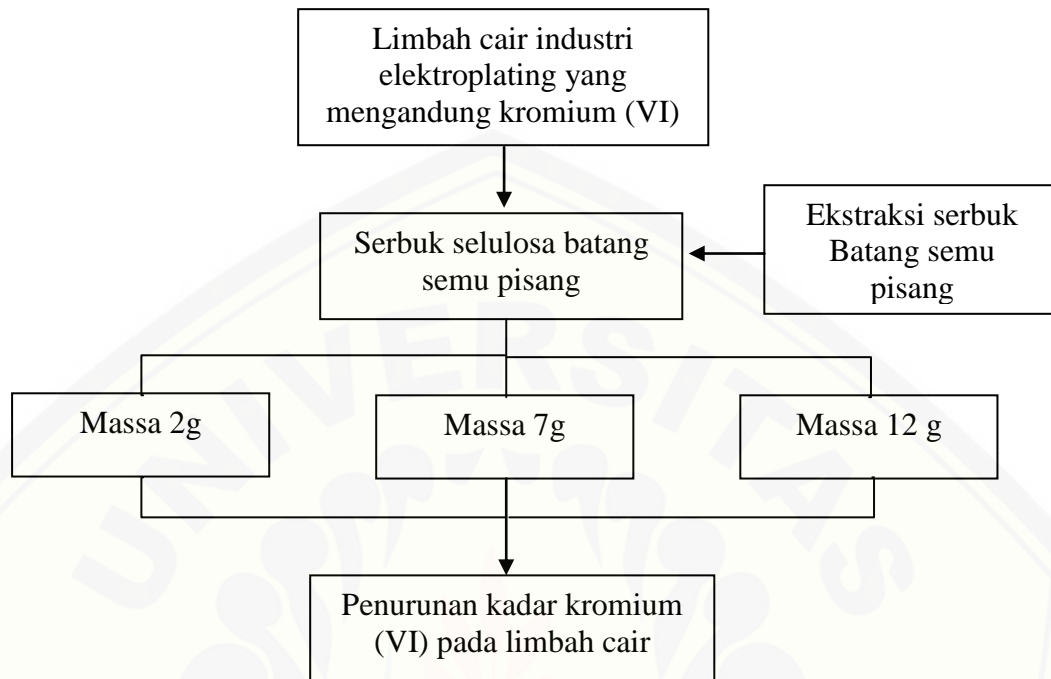 Limbah cair industri
elektroplating yang
mengandung kromium (VI)
Serbuk selulosa batang
semu pisang
Ekstraksi serbuk
Batang semu
pisang
Massa 2g
Massa 7g
Massa 12 g
Penurunan kadar kromium
(VI) pada limbah cair
UNIVERSITAS